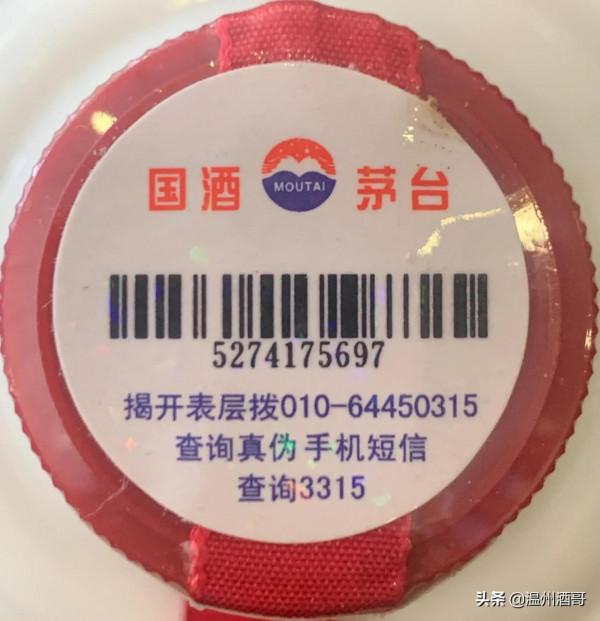 国酒 MOUTAI 茅台
5274175697
揭开表层拨010-64450315
查询真伪 手机短信
查询3315
头条 @温州酒哥